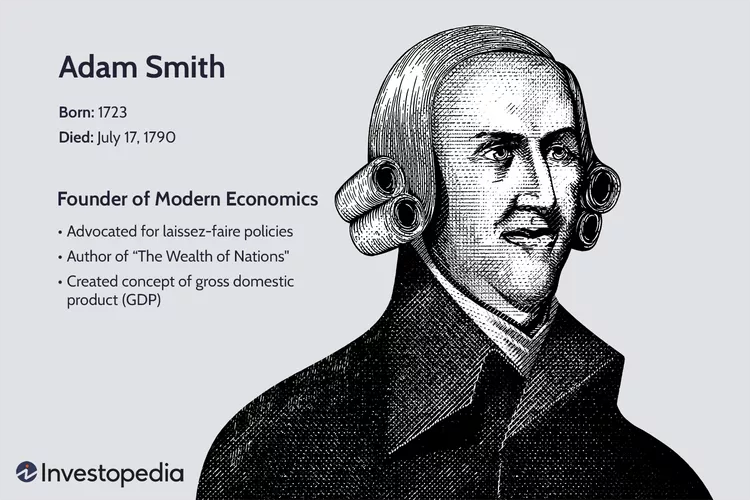 Adam Smith
Born: 1723
Died: July 17, 1790
Founder of Modern Economics
• Advocated for laissez-faire policies
• Author of “The Wealth of Nations"
• Created concept of gross domestic
product (GDP)
Investopedia